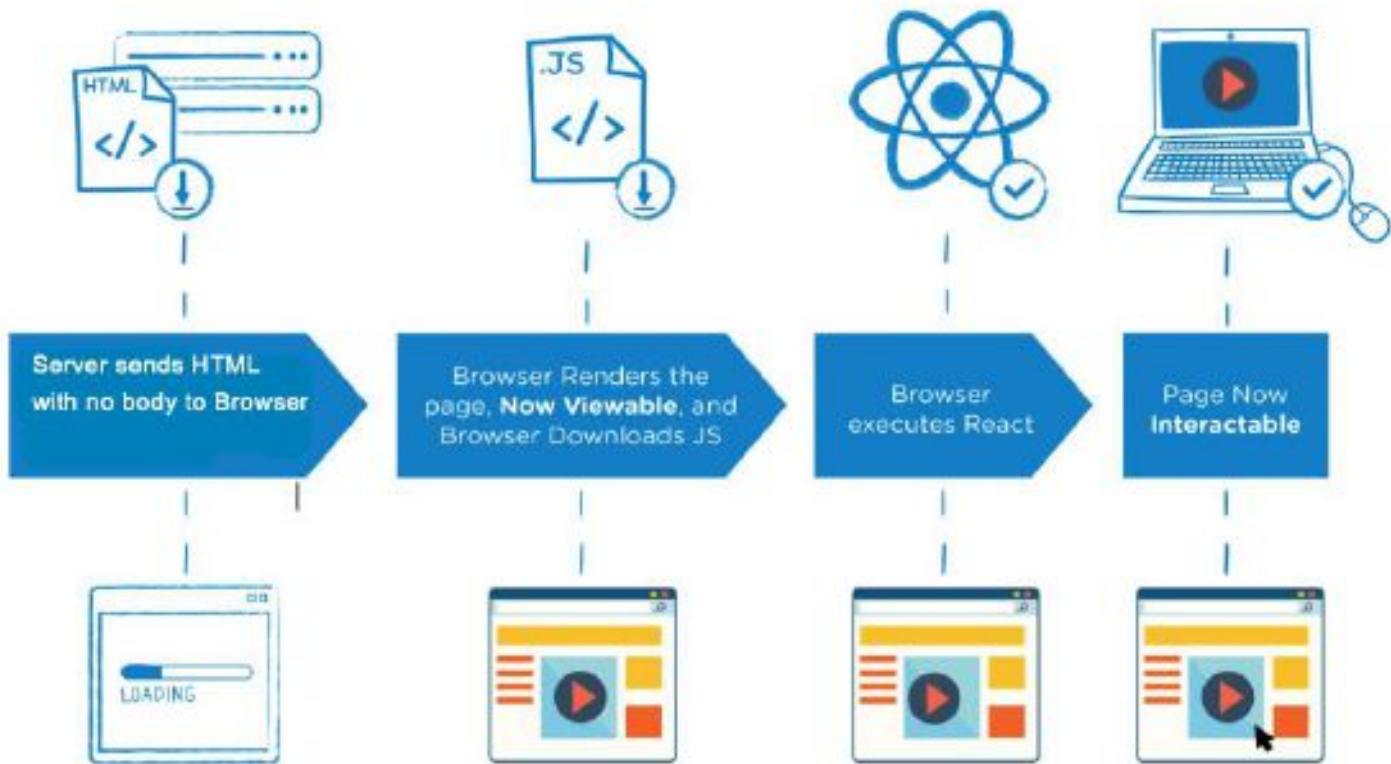 HTML
</>
.JS
</>
Server sends HTML
with no body to Browser
Browser Renders the
page, Now Viewable, and
Browser Downloads JS
Browser
executes React
Page Now
Interactable
LOADING